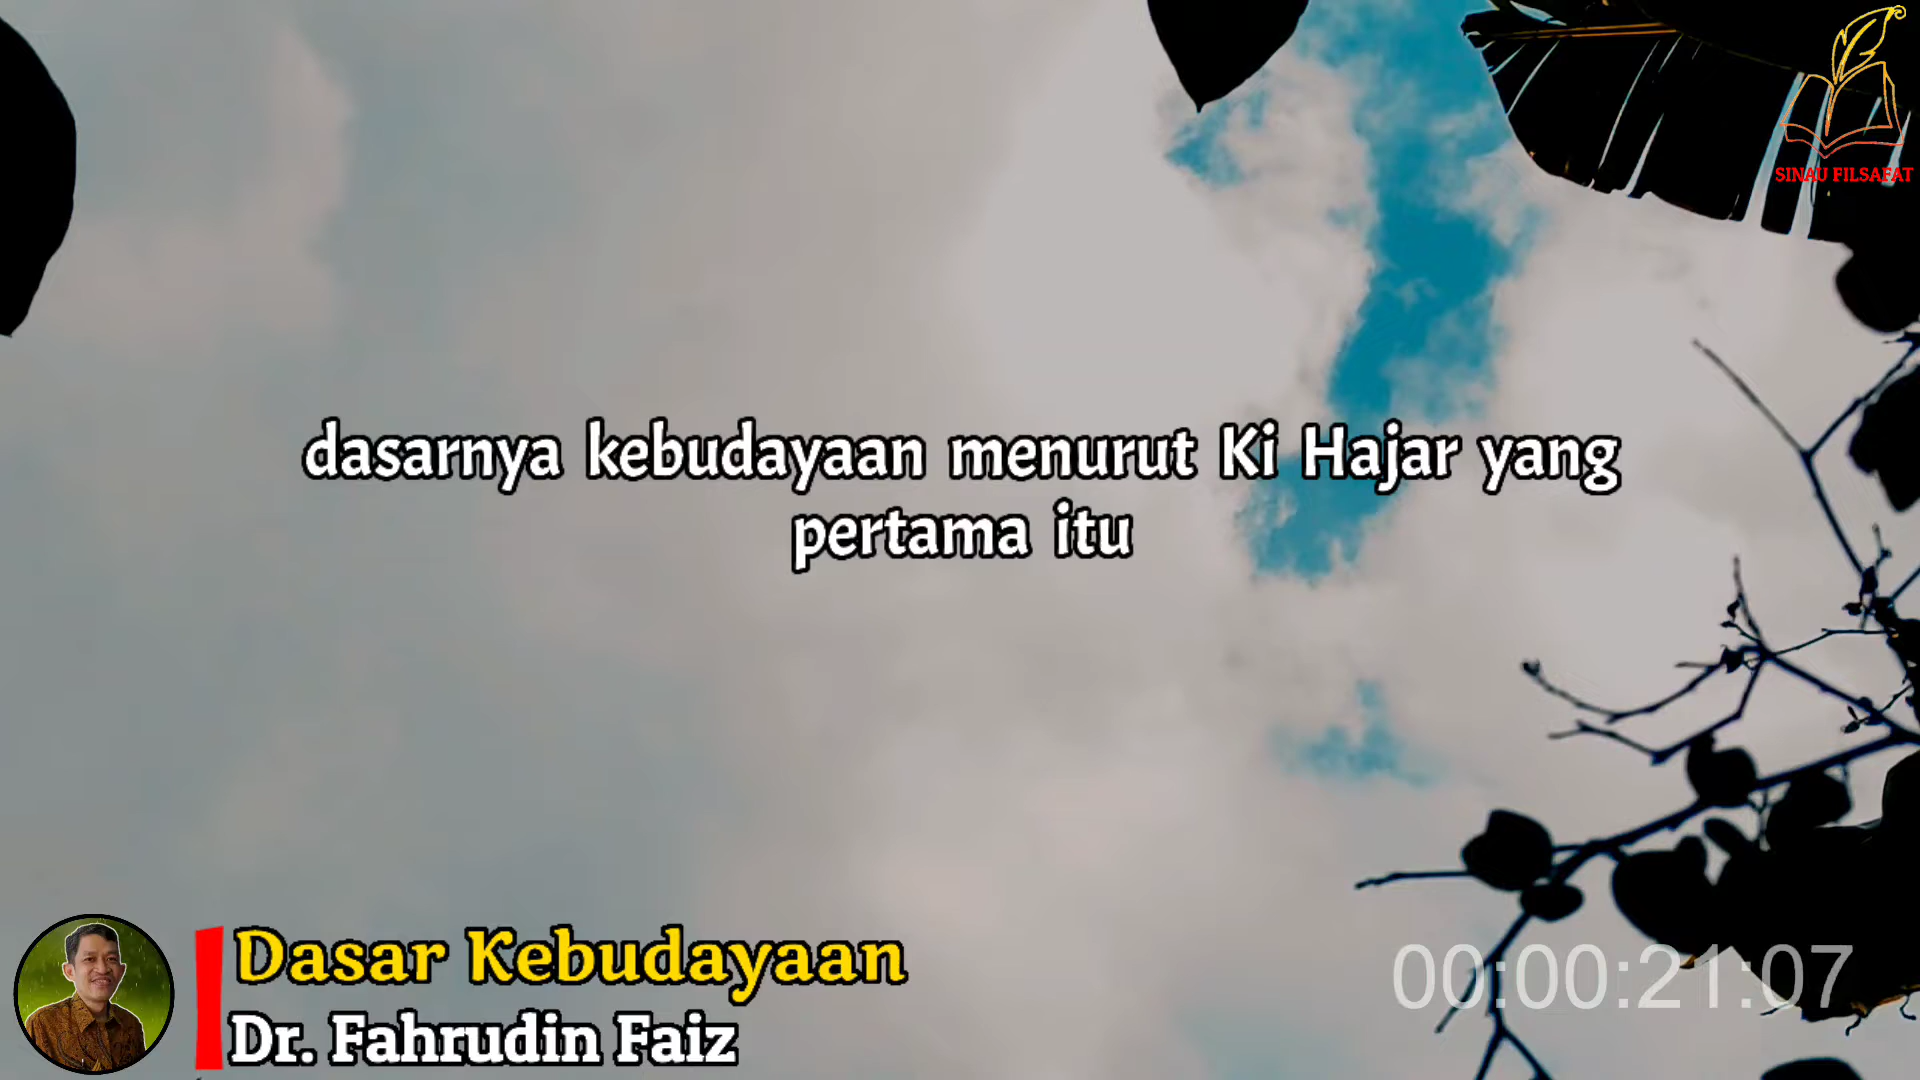 SINAU FILSAFAT
dasarnya kebudayaan menurut Ki Hajar yang
pertama itu
Dasar Kebudayaan
Dr. Fahrudin Faiz
00:00:21:07